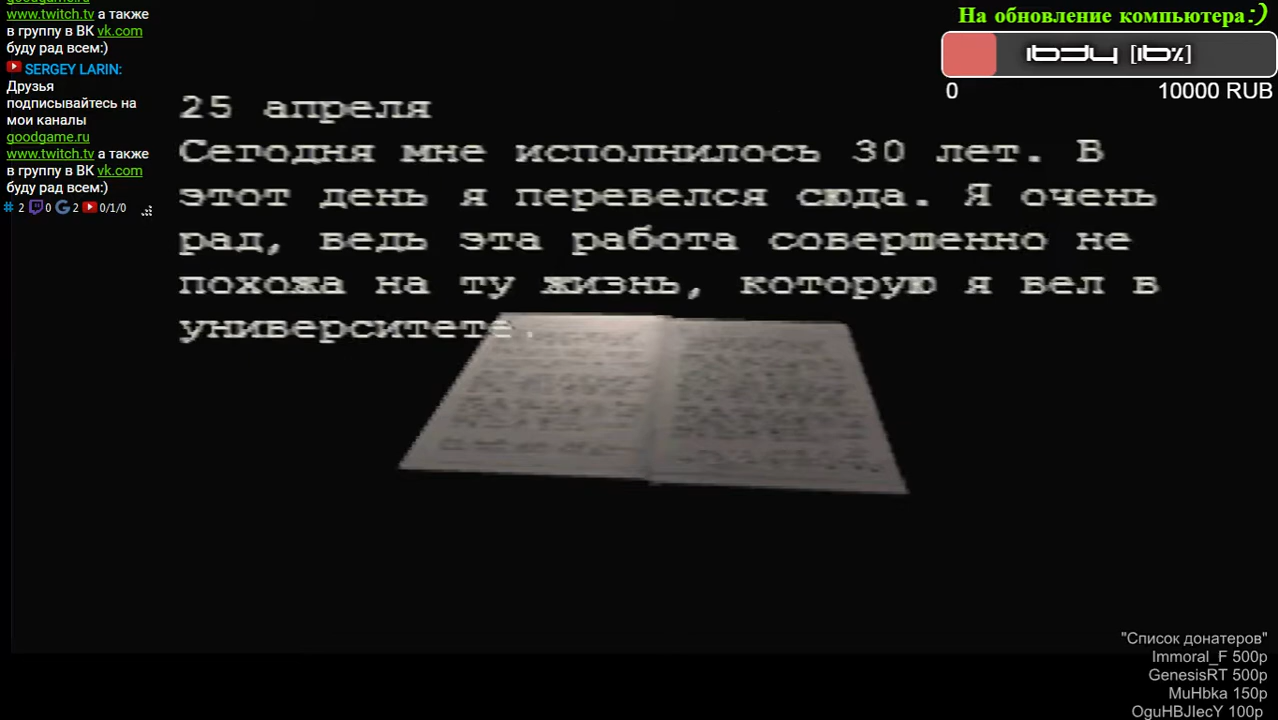 goodgame.ru
www.twitch.tv а также
в группу в ВК vk.com
буду рад всем:)
SERGEY LARIN:
Друзья
подписывайтесь на
мои каналы
goodgame.ru
www.twitch.tv а также
в группу в ВК vk.com
буду рад всем:)
# 2 0 2 0/1/0
На обновление компьютера:)
1634 [16%]
0 10000 RUB
25 апреля
Сегодня мне исполнилось 30 лет. В
этот день я перевелся сюда. Я очень
рад, ведь эта работа совершенно не
похожа на ту жизнь, которую я вел в
университете.
"Список донатеров"
Immoral_F 500р
GenesisRT 500р
MuHbka 150р
OguHBJIecY 100р